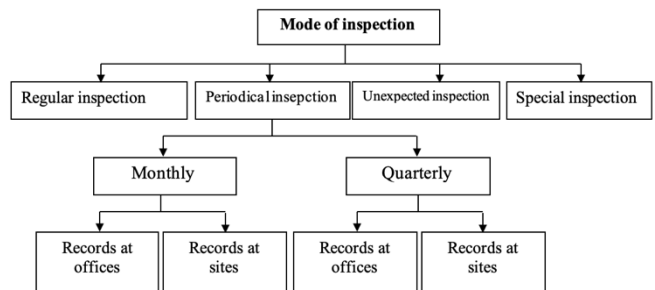 Mode of inspection
Regular inspection
Periodical insepction
Unexpected inspection
Special inspection
Monthly
Quarterly
Records at
offices
Records at
sites
Records at
offices
Records at
sites